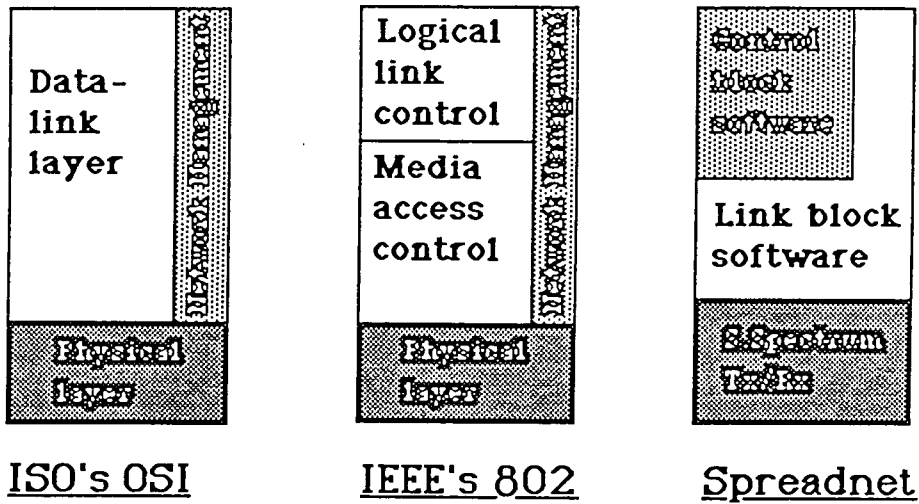 Data-
link
layer
Network Management
Physical
layer
ISO's OSI
Logical
link
control
Media
access
control
Network Management
Physical
layer
IEEE's 802
Control
block
software
Link block
software
S-Spectrum
Tx/Rx
Spreadnet